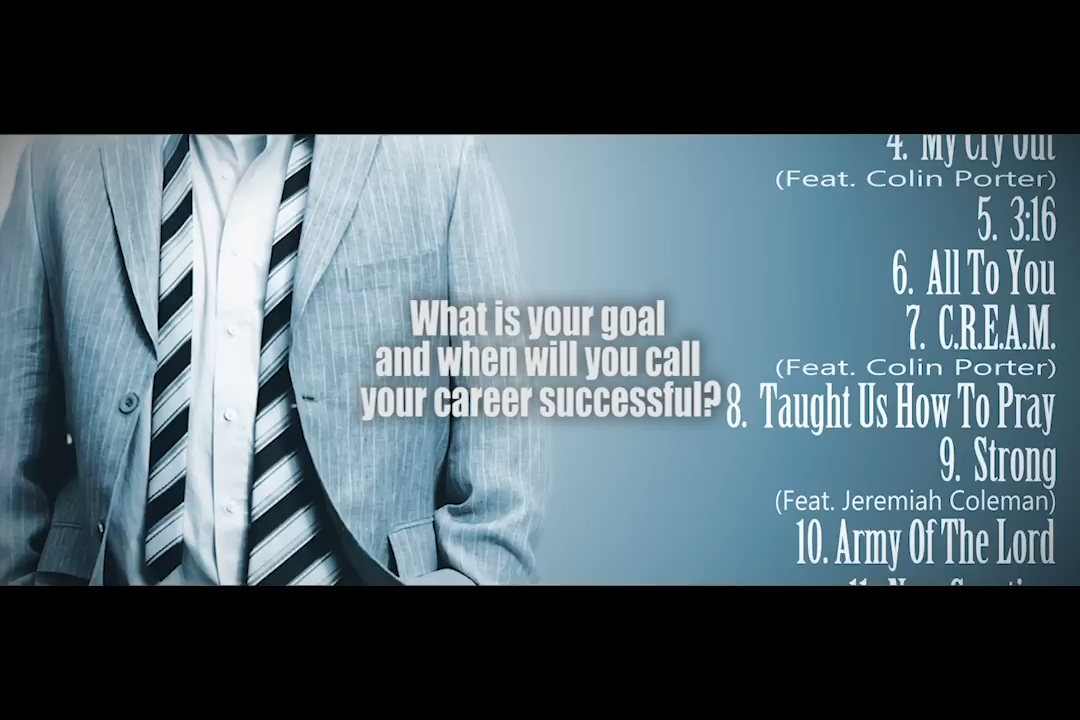 4. My Cry Out
(Feat. Colin Porter)
5. 3:16
6. All To You
7. C.R.E.A.M.
(Feat. Colin Porter)
What is your goal
and when will you call
your career successful?
8. Taught Us How To Pray
9. Strong
(Feat. Jeremiah Coleman)
10. Army Of The Lord